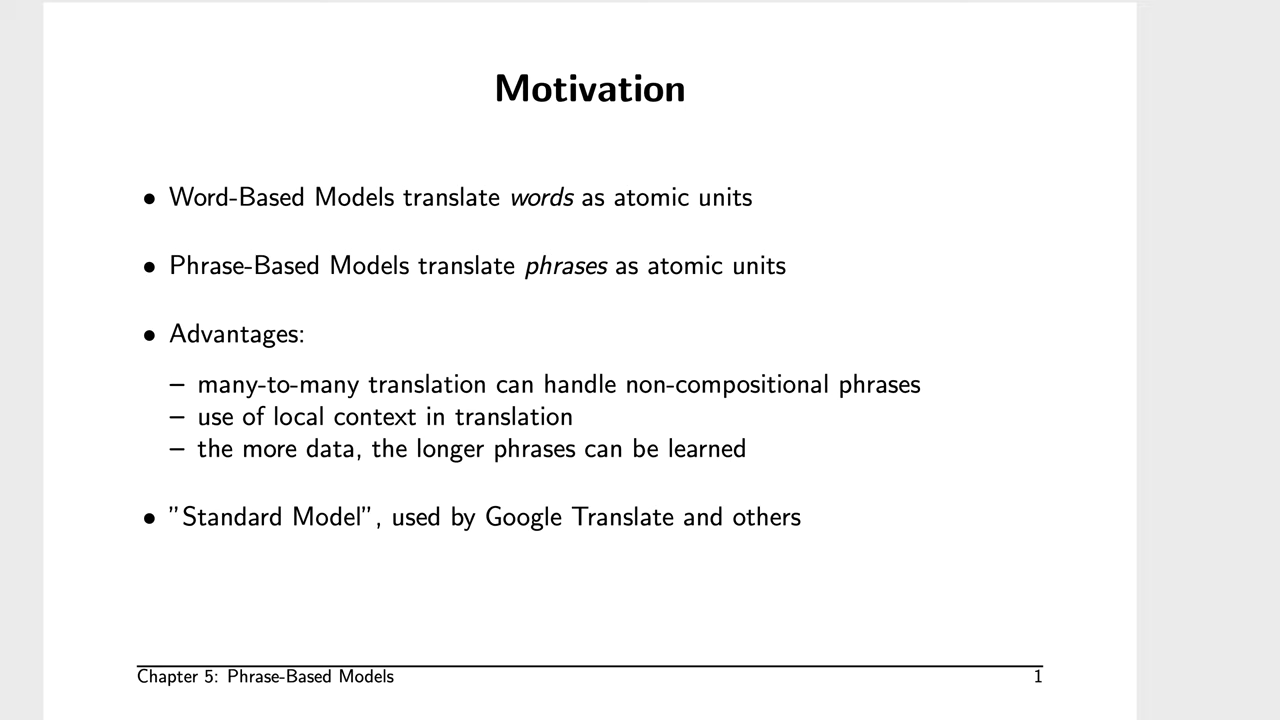 Motivation
• Word-Based Models translate words as atomic units
• Phrase-Based Models translate phrases as atomic units
• Advantages:
– many-to-many translation can handle non-compositional phrases
– use of local context in translation
– the more data, the longer phrases can be learned
• ”Standard Model”, used by Google Translate and others
Chapter 5: Phrase-Based Models 1